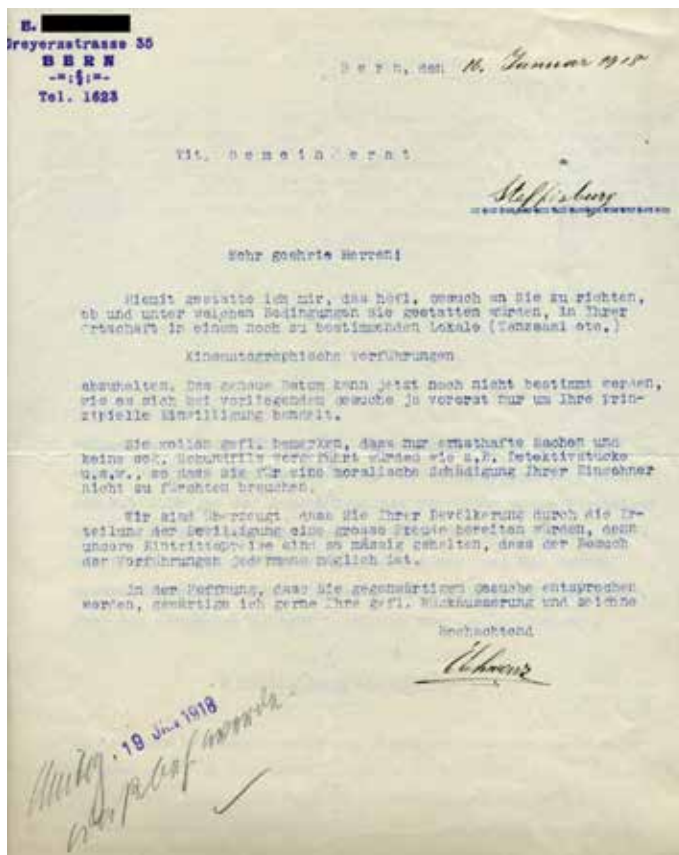 E.
Greyerzstrasse 35
BERN
-=:§:=-
Tel. 1623
Bern, den 16. Januar 1918
Tit. Gemeinderat
Steffisburg
Sehr geehrte Herren!
Hiemit gestatte ich mir, das höfl. Gesuch an Sie zu richten,
ob und unter welchen Bedingungen Sie gestatten würden, in Ihrer
Ortschaft in einem noch zu bestimmenden Lokale (Tanzsaal etc.)
Kinematographische Vorführungen
abzuhalten. Das genaue Datum kann jetzt noch nicht bestimmt werden,
wie es sich bei vorliegendem Gesuche ja vorerst nur um Ihre prin-
zipielle Einwilligung handelt.
Sie wollen gefl. bemerken, dass nur ernsthafte Sachen und
keine sog. Schundfilms vorgeführt würden wie z.B. Detektivstücke
u.s.w., so dass Sie für eine moralische Schädigung Ihrer Einwohner
nicht zu fürchten brauchen.
Wir sind überzeugt, dass Sie Ihrer Bevölkerung durch die Er-
teilung der Bewilligung eine grosse Freude bereiten würden, denn
unsere Eintrittspreise sind so mässig gehalten, dass der Besuch
der Vorführungen jedermann möglich ist.
In der Hoffnung, dass Sie gegenwärtigem Gesuche entsprechen
werden, gewärtige ich gerne Ihre gefl. Rückäusserung und zeichne
Hochachtend
19 Jan. 1918